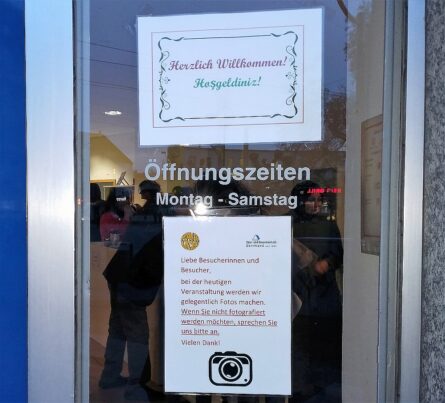 Herzlich Willkommen!
Hoşgeldiniz!
Öffnungszeiten
Montag - Samstag
Liebe Besucherinnen und
Besucher,
bei der heutigen
Veranstaltung werden wir
gelegentlich Fotos machen.
Wenn Sie nicht fotografiert
werden möchten, sprechen Sie
uns bitte an.
Vielen Dank!